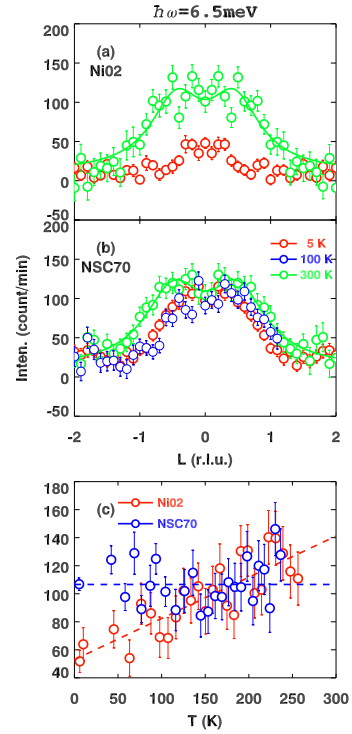 ħω=6.5meV
200
(a)
150
Ni02
100
50
0
-50
(b)
5 K
150
NSC70
100 K
300 K
100
50
0
-50
-2 -1 0 1 2
L (r.l.u.)
Inten. (count/min)
180
(c)
Ni02
160
NSC70
140
120
100
80
60
40
0 50 100 150 200 250 300
T (K)